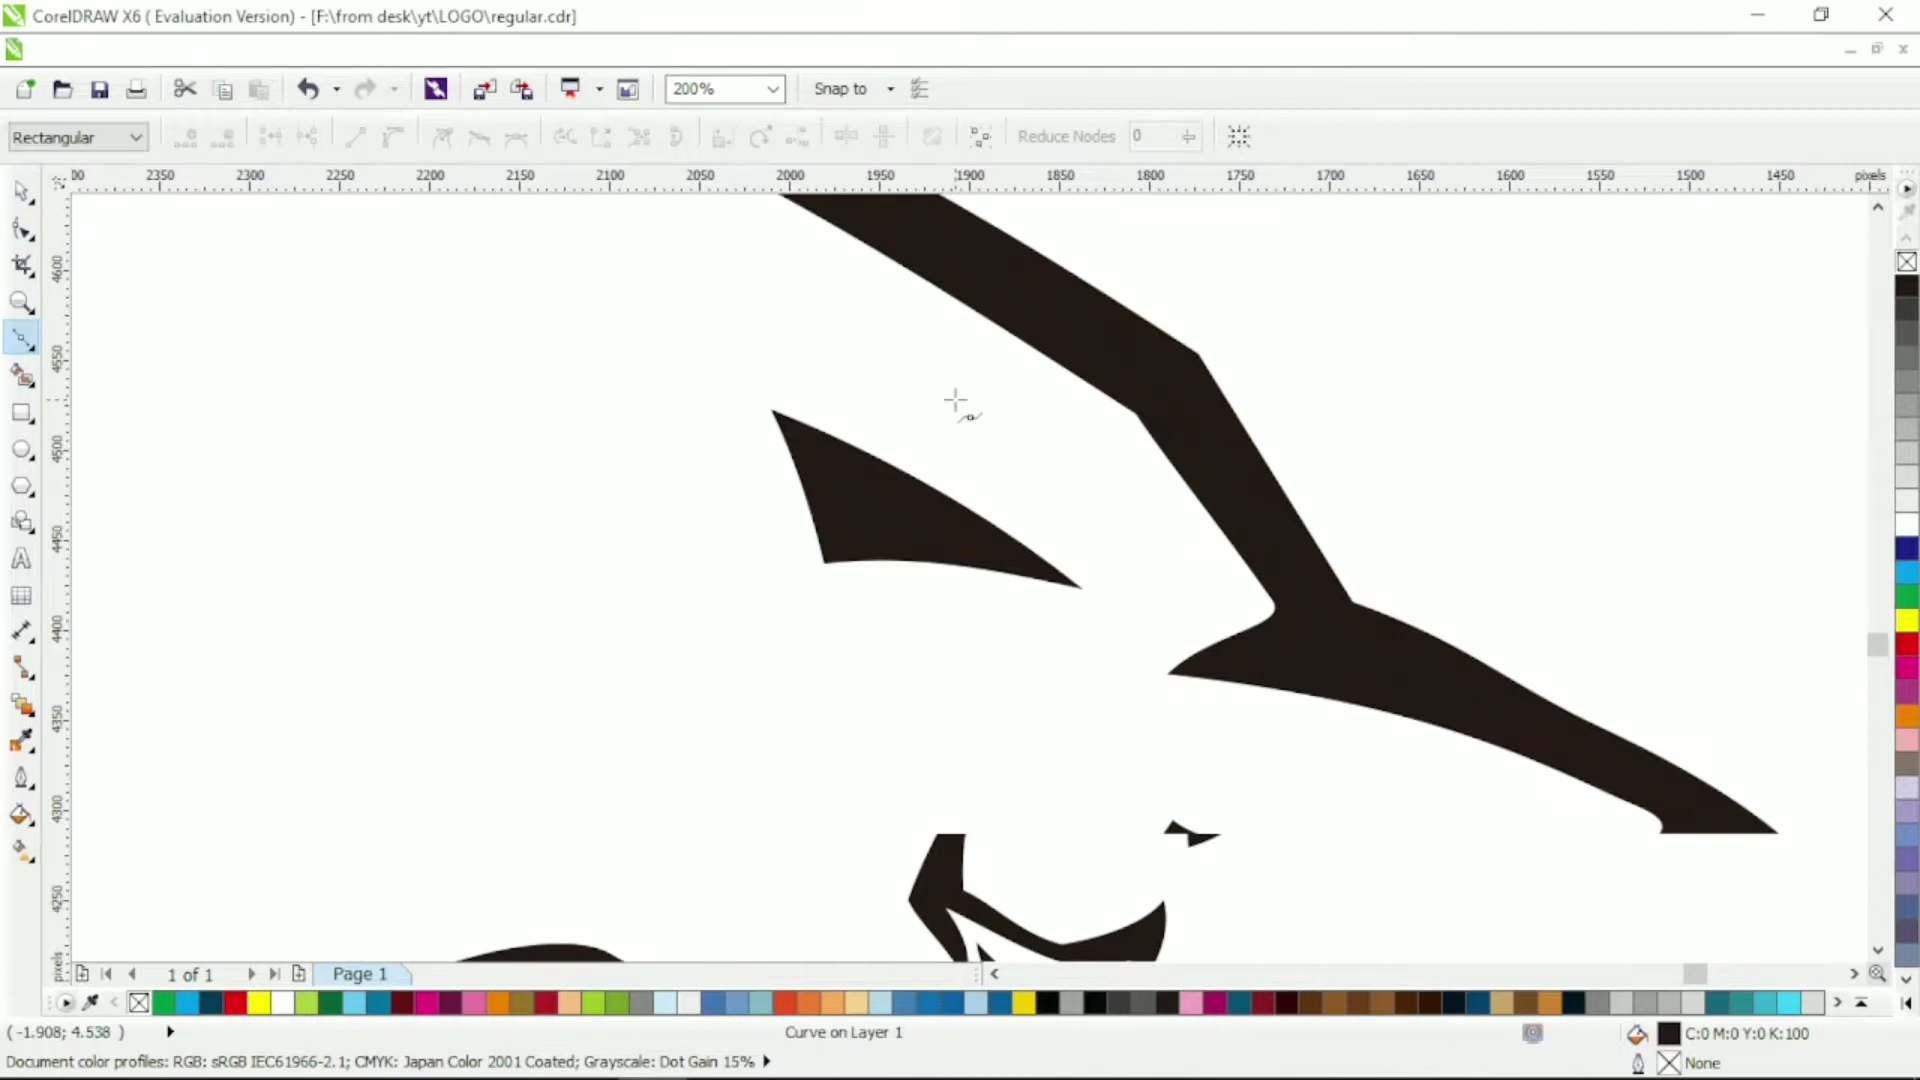 CorelDRAW X6 ( Evaluation Version) - [F:\from desk\yt\LOGO\regular.cdr]
200%
Snap to
Rectangular
Reduce Nodes
0
00 2350 2300 2250 2200 2150 2100 2050 2000 1950 1900 1850 1800 1750 1700 1650 1600 1550 1500 1450 pixels
4600
4550
4500
4450
4400
4350
4300
4250
pixels
1 of 1
Page 1
( -1.908; 4.538 )
Curve on Layer 1
C:0 M:0 Y:0 K:100
Document color profiles: RGB: sRGB IEC61966-2.1; CMYK: Japan Color 2001 Coated; Grayscale: Dot Gain 15%
None